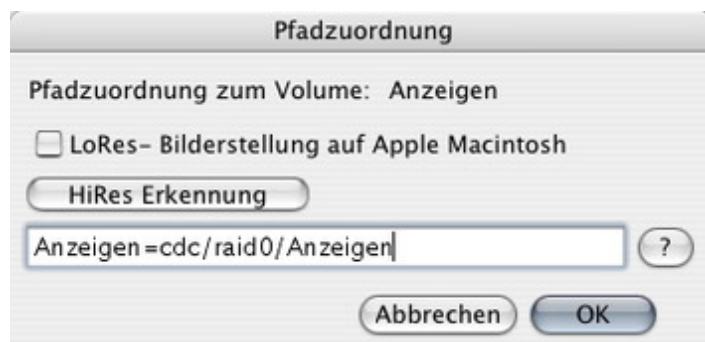 Pfadzuordnung
Pfadzuordnung zum Volume: Anzeigen
LoRes- Bilderstellung auf Apple Macintosh
HiRes Erkennung
Anzeigen=cdc/raid0/Anzeigen
?
Abbrechen OK